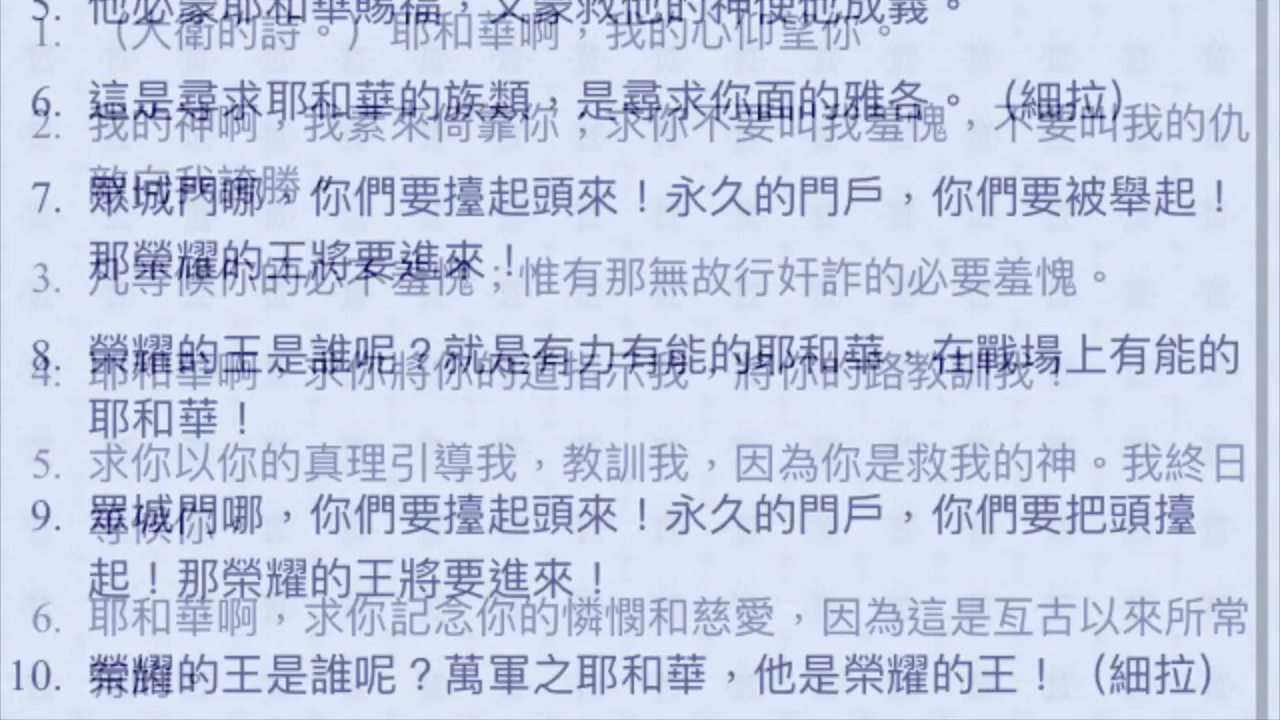 5. 他必蒙耶和華賜福，又蒙救他的神使他成義。
1. （大衛的詩。）耶和華啊，我的心仰望你。
6. 這是尋求耶和華的族類，是尋求你面的雅各。（細拉）
2. 我的神啊，我素來倚靠你；求你不要叫我羞愧，不要叫我的仇
敵向我誇勝
7. 眾城門哪，你們要擡起頭來！永久的門戶，你們要被舉起！
那榮耀的王將要進來！
3. 凡等候你的必不羞愧；惟有那無故行奸詐的必要羞愧。
8. 榮耀的王是誰呢？就是有力有能的耶和華，在戰場上有能的
4. 耶和華啊，求你將你的道指示我，將你的路教訓我！
耶和華！
5. 求你以你的真理引導我，教訓我，因為你是救我的神。我終日
9. 眾城門哪，你們要擡起頭來！永久的門戶，你們要把頭擡
等候你
起！那榮耀的王將要進來！
6. 耶和華啊，求你記念你的憐憫和慈愛，因為這是亙古以來所常
10. 榮耀的王是誰呢？萬軍之耶和華，他是榮耀的王！（細拉）